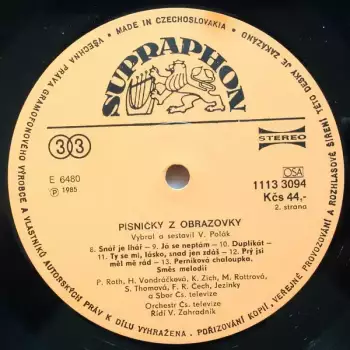 VŠECHNA PRÁVA GRAMOFONOVÉHO VÝROBCE A VLASTNÍKŮ AUTORSKÝCH PRÁV K DÍLU VYHRAŽENA. • POŘIZOVÁNÍ KOPIÍ, VEŘEJNÉ PROVOZOVÁNÍ A ROZHLASOVÉ ŠÍŘENÍ TÉTO DESKY JE ZAKÁZÁNO • MADE IN CZECHOSLOVAKIA •
SUPRAPHON
33
STEREO
E 6480
Ⓟ 1985
OSA
1113 3094
Kčs 44,-
2. strana
PÍSNIČKY Z OBRAZOVKY
Vybral a sestavil V. Polák
8. Snář je lhář – 9. Já se neptám – 10. Duplikát –
11. Ty se mi, lásko, snad jen zdáš – 12. Prý jsi
měl mě rád – 13. Perníková chaloupka.
Směs melodií
P. Roth, H. Vondráčková, K. Zich, M. Rottrová,
S. Thomová, F. R. Čech, Jezinky
a Sbor Čs. televize
Orchestr Čs. televize
Řídí V. Zahradník